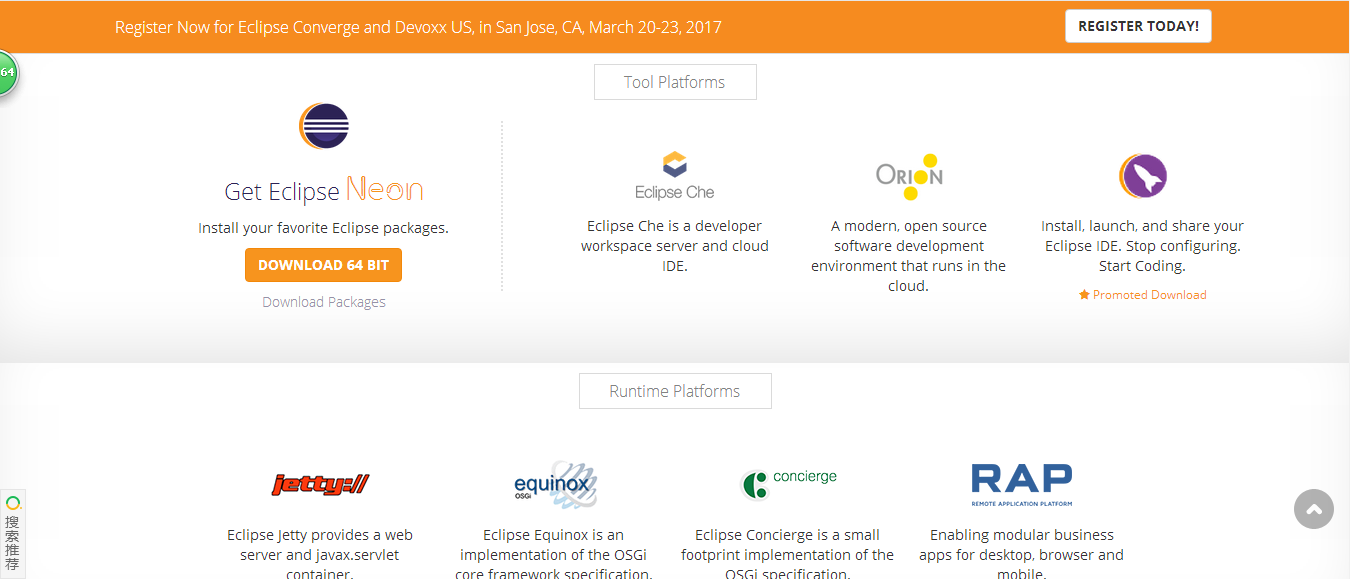 Register Now for Eclipse Converge and Devoxx US, in San Jose, CA, March 20-23, 2017
REGISTER TODAY!
64
Tool Platforms
Get Eclipse Neon
Install your favorite Eclipse packages.
DOWNLOAD 64 BIT
Download Packages
Eclipse Che
Eclipse Che is a developer
workspace server and cloud
IDE.
ORION
A modern, open source
software development
environment that runs in the
cloud.
Install, launch, and share your
Eclipse IDE. Stop configuring.
Start Coding.
Promoted Download
Runtime Platforms
jetty://
Eclipse Jetty provides a web
server and javax.servlet
container.
equinox
OSGi
Eclipse Equinox is an
implementation of the OSGi
core framework specification.
concierge
Eclipse Concierge is a small
footprint implementation of the
OSGi specification.
RAP
REMOTE APPLICATION PLATFORM
Enabling modular business
apps for desktop, browser and
mobile.
搜索推荐